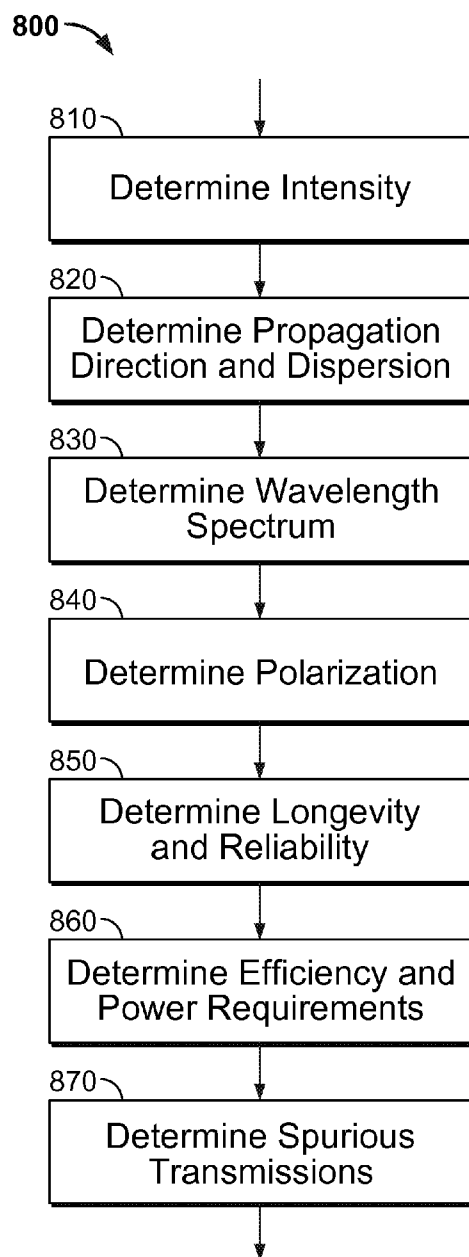 800
810
Determine Intensity
820
Determine Propagation
Direction and Dispersion
830
Determine Wavelength
Spectrum
840
Determine Polarization
850
Determine Longevity
and Reliability
860
Determine Efficiency and
Power Requirements
870
Determine Spurious
Transmissions